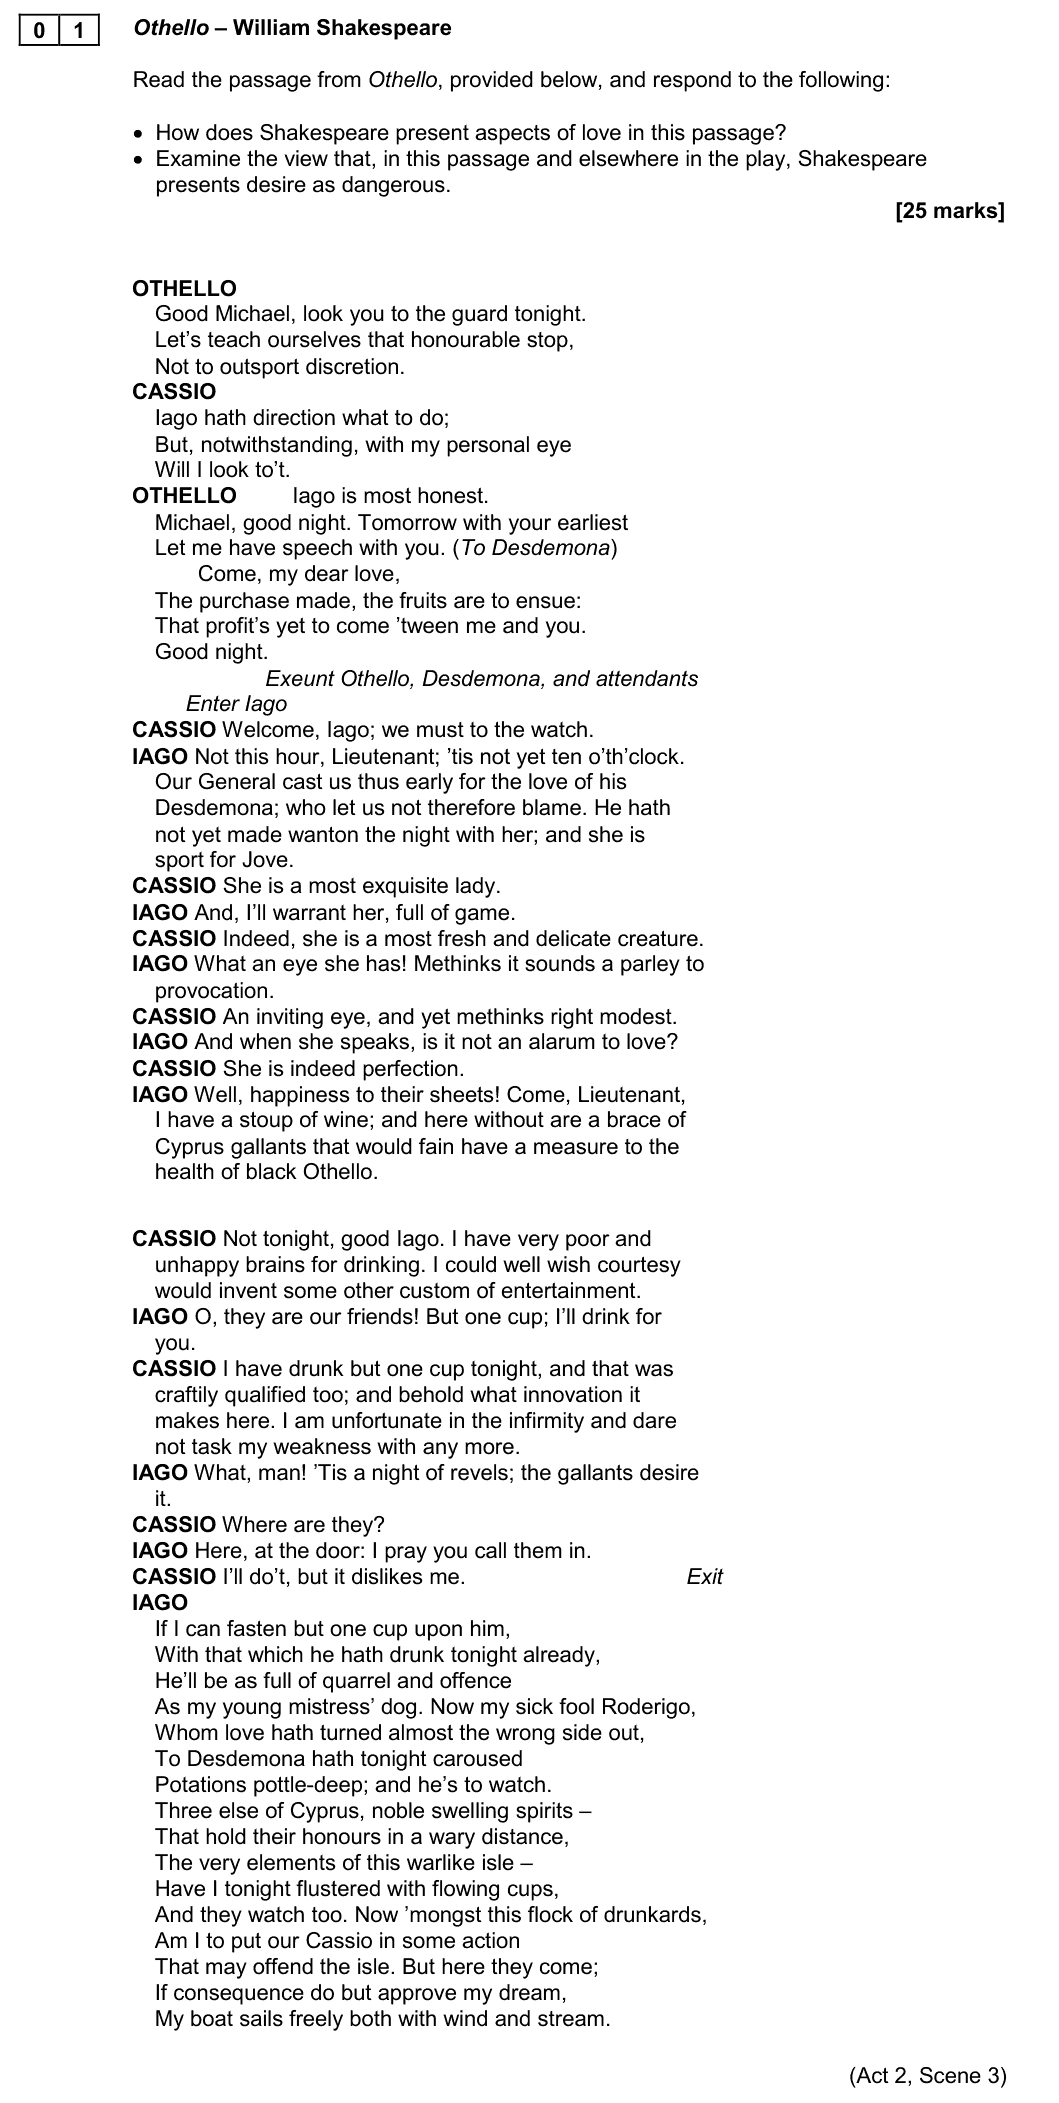 0 1 Othello – William Shakespeare
Read the passage from Othello, provided below, and respond to the following:
• How does Shakespeare present aspects of love in this passage?
• Examine the view that, in this passage and elsewhere in the play, Shakespeare
presents desire as dangerous.
[25 marks]
OTHELLO
Good Michael, look you to the guard tonight.
Let’s teach ourselves that honourable stop,
Not to outsport discretion.
CASSIO
Iago hath direction what to do;
But, notwithstanding, with my personal eye
Will I look to’t.
OTHELLO Iago is most honest.
Michael, good night. Tomorrow with your earliest
Let me have speech with you. (To Desdemona)
Come, my dear love,
The purchase made, the fruits are to ensue:
That profit’s yet to come ’tween me and you.
Good night.
Exeunt Othello, Desdemona, and attendants
Enter Iago
CASSIO Welcome, Iago; we must to the watch.
IAGO Not this hour, Lieutenant; ’tis not yet ten o’th’clock.
Our General cast us thus early for the love of his
Desdemona; who let us not therefore blame. He hath
not yet made wanton the night with her; and she is
sport for Jove.
CASSIO She is a most exquisite lady.
IAGO And, I’ll warrant her, full of game.
CASSIO Indeed, she is a most fresh and delicate creature.
IAGO What an eye she has! Methinks it sounds a parley to
provocation.
CASSIO An inviting eye, and yet methinks right modest.
IAGO And when she speaks, is it not an alarum to love?
CASSIO She is indeed perfection.
IAGO Well, happiness to their sheets! Come, Lieutenant,
I have a stoup of wine; and here without are a brace of
Cyprus gallants that would fain have a measure to the
health of black Othello.
CASSIO Not tonight, good Iago. I have very poor and
unhappy brains for drinking. I could well wish courtesy
would invent some other custom of entertainment.
IAGO O, they are our friends! But one cup; I’ll drink for
you.
CASSIO I have drunk but one cup tonight, and that was
craftily qualified too; and behold what innovation it
makes here. I am unfortunate in the infirmity and dare
not task my weakness with any more.
IAGO What, man! ’Tis a night of revels; the gallants desire
it.
CASSIO Where are they?
IAGO Here, at the door: I pray you call them in.
CASSIO I’ll do’t, but it dislikes me. Exit
IAGO
If I can fasten but one cup upon him,
With that which he hath drunk tonight already,
He’ll be as full of quarrel and offence
As my young mistress’ dog. Now my sick fool Roderigo,
Whom love hath turned almost the wrong side out,
To Desdemona hath tonight caroused
Potations pottle-deep; and he’s to watch.
Three else of Cyprus, noble swelling spirits –
That hold their honours in a wary distance,
The very elements of this warlike isle –
Have I tonight flustered with flowing cups,
And they watch too. Now ’mongst this flock of drunkards,
Am I to put our Cassio in some action
That may offend the isle. But here they come;
If consequence do but approve my dream,
My boat sails freely both with wind and stream.
(Act 2, Scene 3)